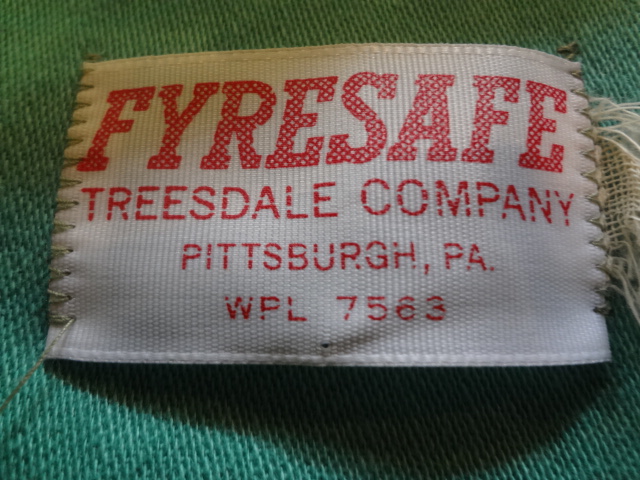 FYRESAFE
TREESDALE COMPANY
PITTSBURGH, PA.
WPL 7563